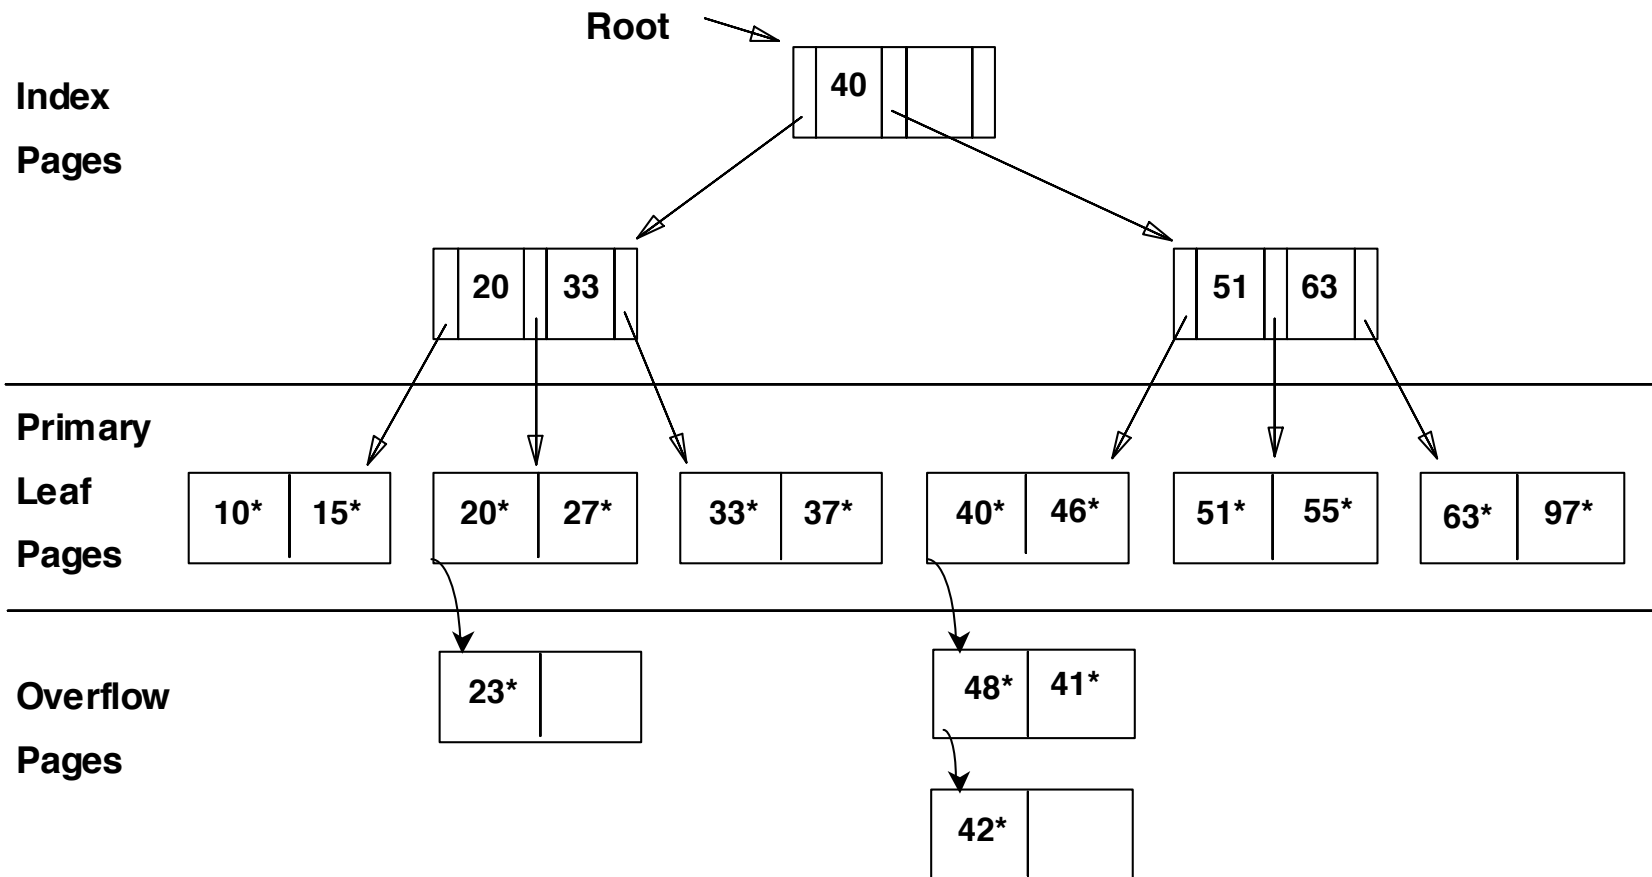 Root
Index
Pages
40
20 33
51 63
Primary
Leaf
Pages
10* 15*
20* 27*
33* 37*
40* 46*
51* 55*
63* 97*
Overflow
Pages
23*
48* 41*
42*